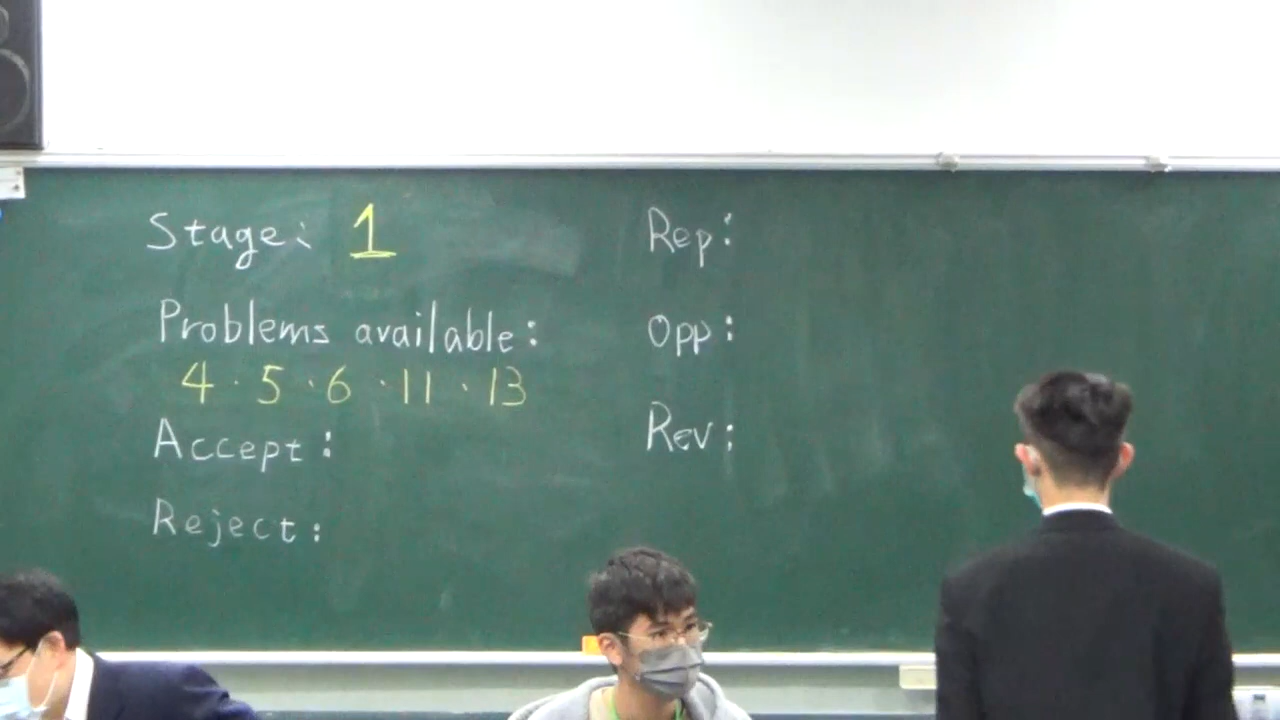 Stage: 1
Problems available:
4 · 5 · 6 · 11 · 13
Accept:
Reject:
Rep:
Opp:
Rev: